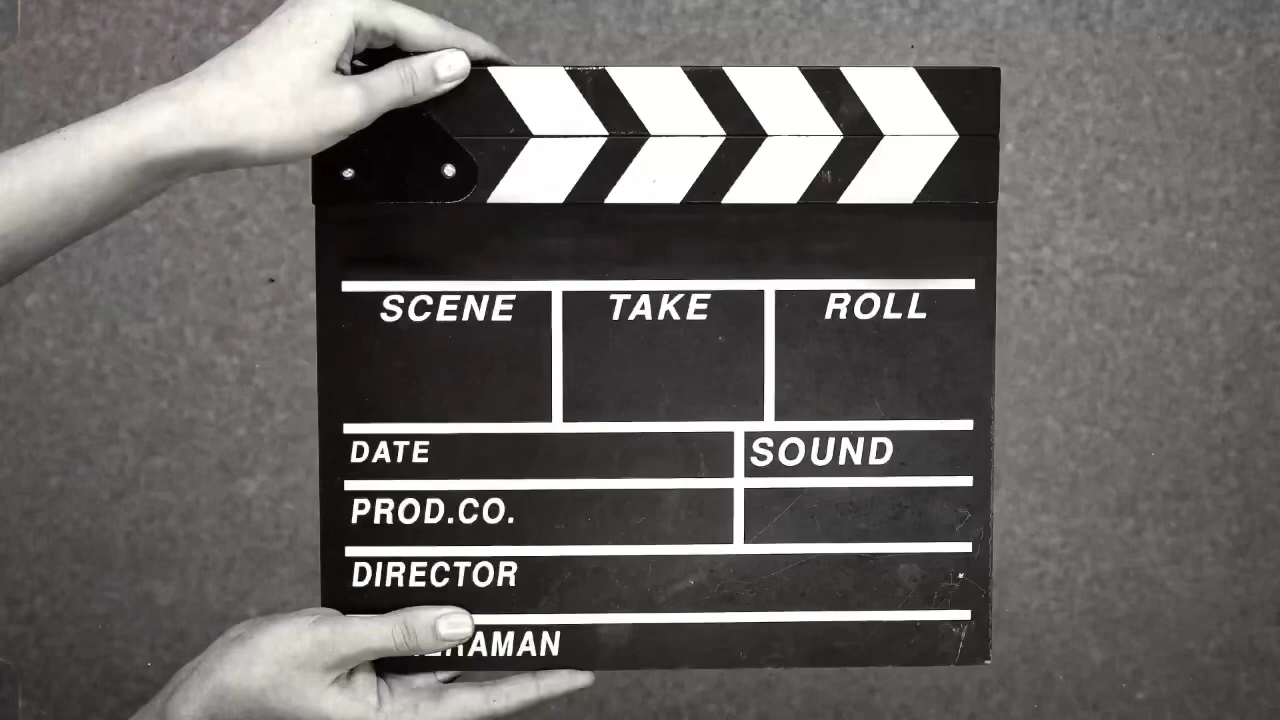 SCENE TAKE ROLL
DATE SOUND
PROD.CO.
DIRECTOR